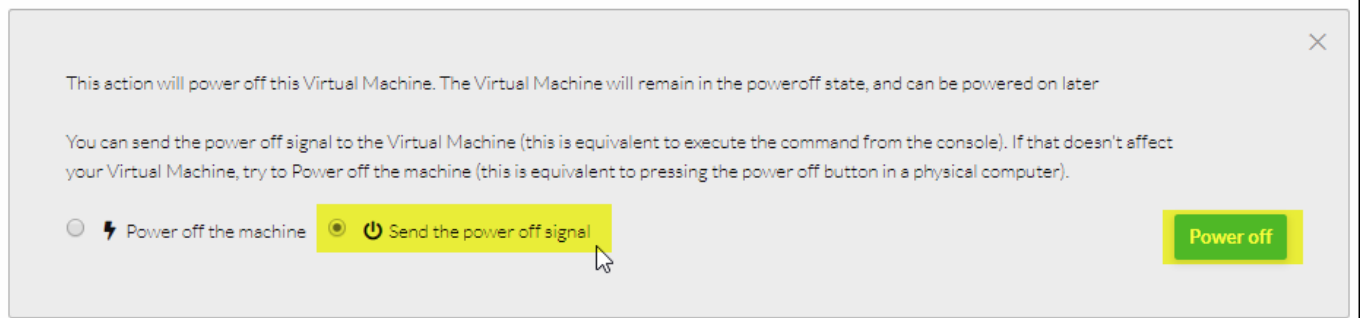 This action will power off this Virtual Machine. The Virtual Machine will remain in the poweroff state, and can be powered on later
You can send the power off signal to the Virtual Machine (this is equivalent to execute the command from the console). If that doesn't affect
your Virtual Machine, try to Power off the machine (this is equivalent to pressing the power off button in a physical computer).
Power off the machine Send the power off signal
Power off